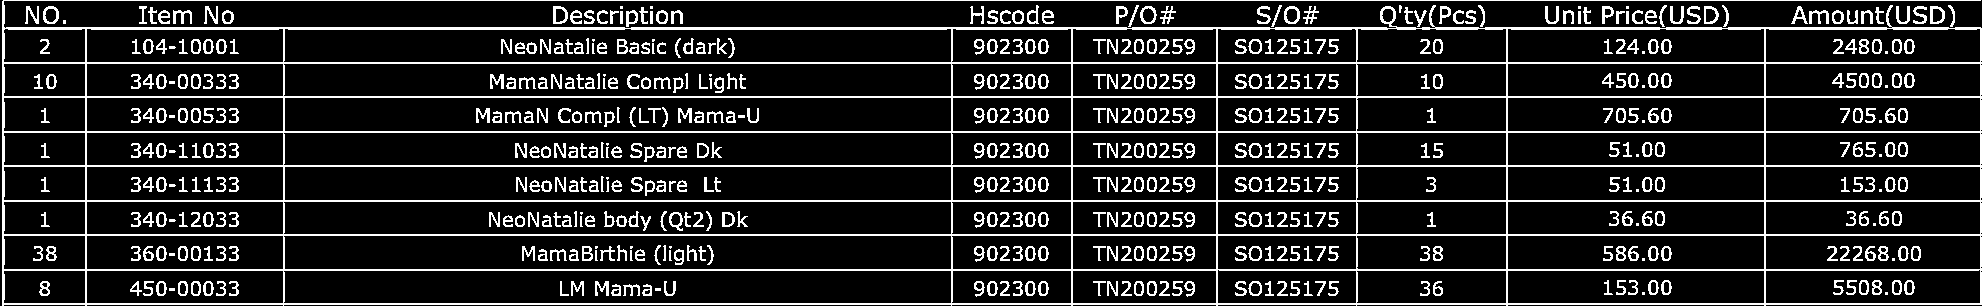 NO. Item No Description Hscode P/O# S/O# Q'ty(Pcs) Unit Price(USD) Amount(USD)
2 104-10001 NeoNatalie Basic (dark) 902300 TN200259 SO125175 20 124.00 2480.00
10 340-00333 MamaNatalie Compl Light 902300 TN200259 SO125175 10 450.00 4500.00
1 340-00533 MamaN Compl (LT) Mama-U 902300 TN200259 SO125175 1 705.60 705.60
1 340-11033 NeoNatalie Spare Dk 902300 TN200259 SO125175 15 51.00 765.00
1 340-11133 NeoNatalie Spare Lt 902300 TN200259 SO125175 3 51.00 153.00
1 340-12033 NeoNatalie body (Qt2) Dk 902300 TN200259 SO125175 1 36.60 36.60
38 360-00133 MamaBirthie (light) 902300 TN200259 SO125175 38 586.00 22268.00
8 450-00033 LM Mama-U 902300 TN200259 SO125175 36 153.00 5508.00